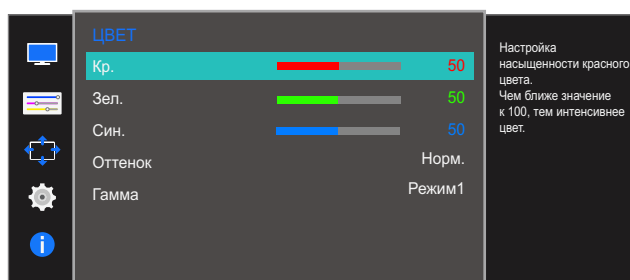 ЦВЕТ
Кр. 50
Зел. 50
Син. 50
Оттенок Норм.
Гамма Режим1
Настройка
насыщенности красного
цвета.
Чем ближе значение
к 100, тем интенсивнее
цвет.